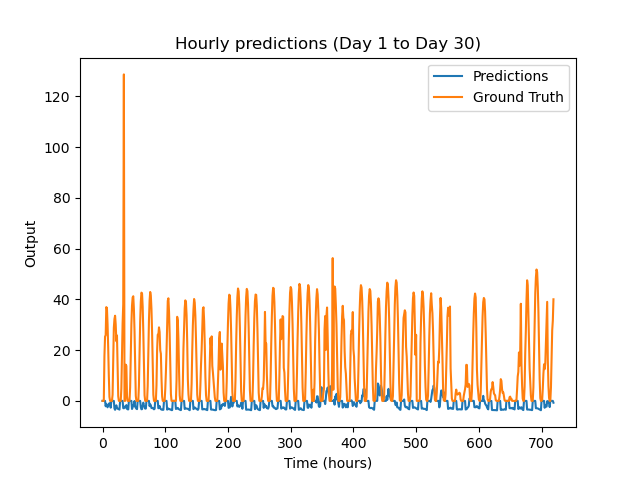 Hourly predictions (Day 1 to Day 30)
Predictions
Ground Truth
Output
120
100
80
60
40
20
0
0 100 200 300 400 500 600 700
Time (hours)